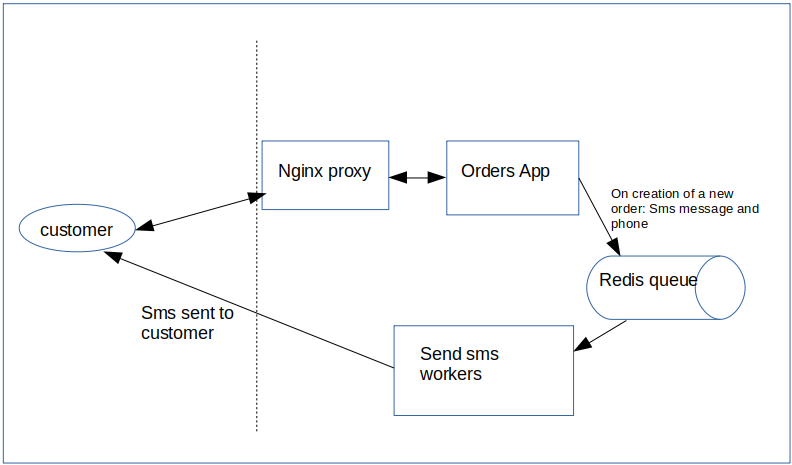 Nginx proxy
Orders App
On creation of a new
order: Sms message and
phone
customer
Redis queue
Sms sent to
customer
Send sms
workers